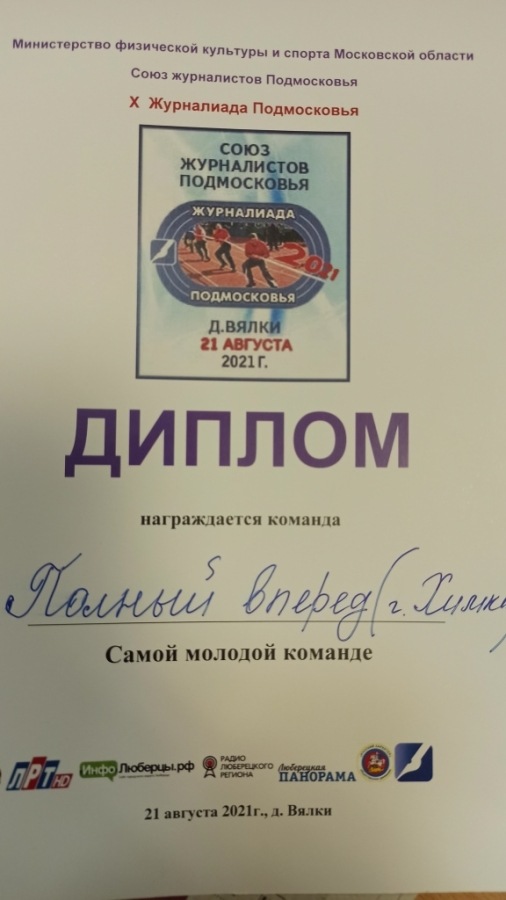 Министерство физической культуры и спорта Московской области
Союз журналистов Подмосковья
X Журналиада Подмосковья
СОЮЗ
ЖУРНАЛИСТОВ
ПОДМОСКОВЬЯ
ЖУРНАЛИАДА
2021
ПОДМОСКОВЬЯ
Д.ВЯЛКИ
21 АВГУСТА
2021 Г.
ДИПЛОМ
награждается команда
Полный вперед (г. Химки
Самой молодой команде
ЛРТ HD
Инфо Люберцы.рф
РАДИО
ЛЮБЕРЕЦКОГО
РЕГИОНА
Люберецкая
ПАНОРАМА
21 августа 2021г., д. Вялки